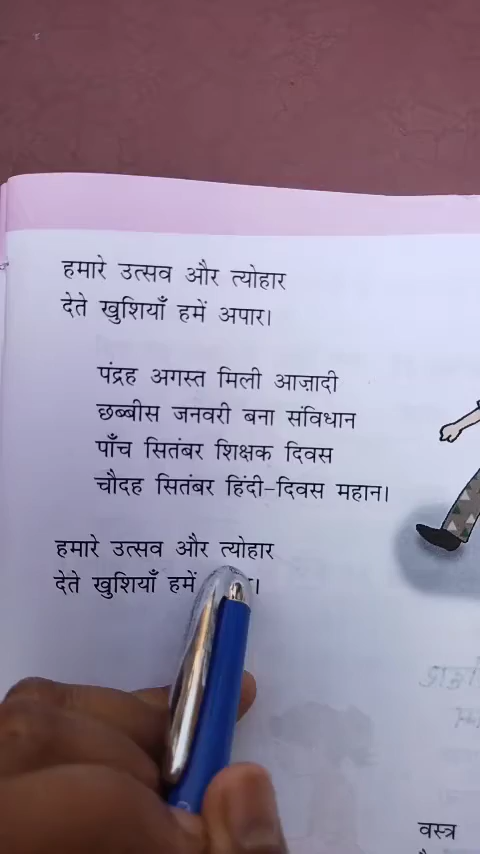 हमारे उत्सव और त्योहार
देते खुशियाँ हमें अपार।
पंद्रह अगस्त मिली आज़ादी
छब्बीस जनवरी बना संविधान
पाँच सितंबर शिक्षक दिवस
चौदह सितंबर हिंदी-दिवस महान।
हमारे उत्सव और त्योहार
देते खुशियाँ हमें
वस्त्र